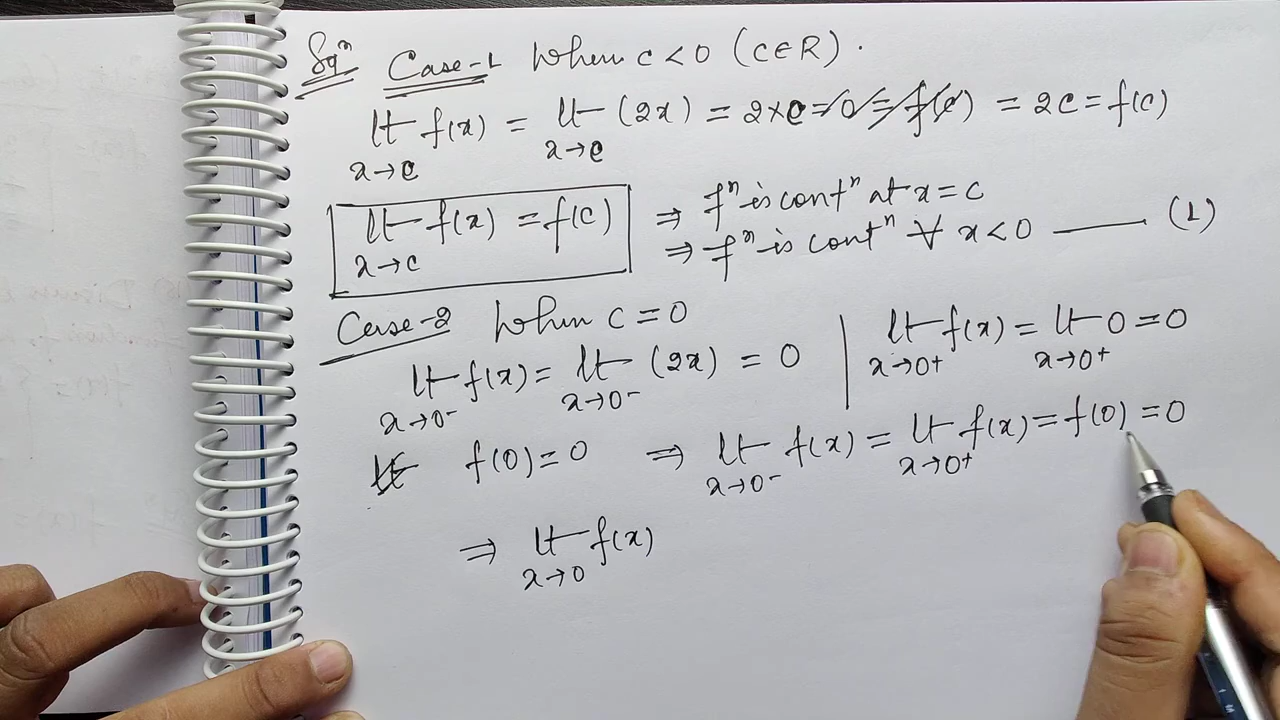 Solⁿ Case-1 When c < 0 (c∈R).
lt f(x) = lt (2x) = 2×c = 0 = f(c) = 2c = f(c)
x→c x→c
lt f(x) = f(c) ⇒ fⁿ is contⁿ at x = c
x→c ⇒ fⁿ is contⁿ ∀ x < 0 —— (1)
Case-2 When c = 0
lt f(x) = lt (2x) = 0 | lt f(x) = lt 0 = 0
x→0- x→0- x→0+ x→0+
lt f(0) = 0 ⇒ lt f(x) = lt f(x) = f(0) = 0
x→0- x→0+
⇒ lt f(x)
x→0